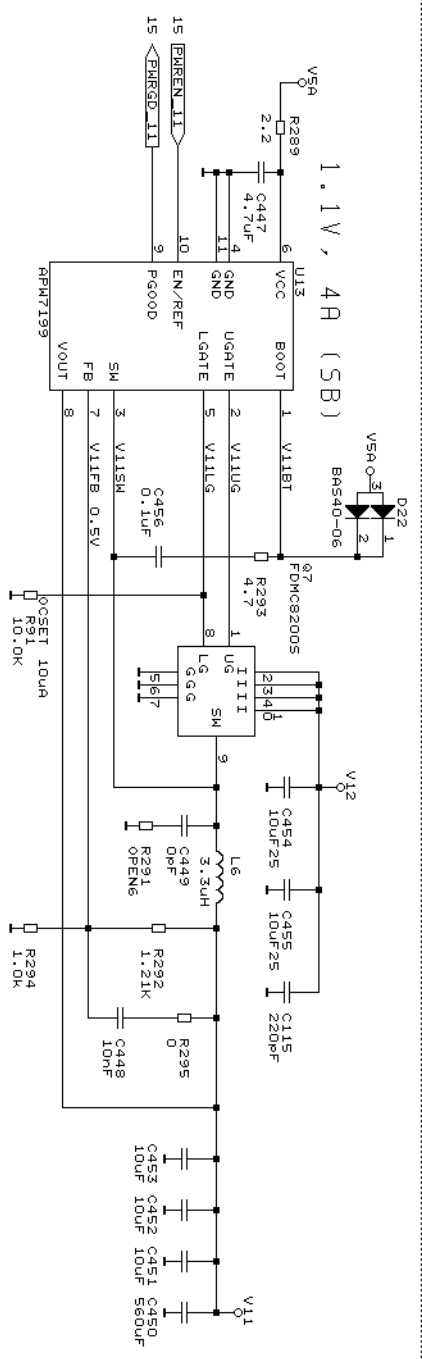 1.1V, 4A (SB)
V5A
R289
2.2
C447
4.7uF
15
PWREN_11
15
PWRGD_11
U13
6
VCC
BOOT
1
V11BT
4
GND
11
GND
UGATE
2
V11UG
10
EN/REF
LGATE
5
V11LG
9
PGOOD
SW
3
V11SW
FB
7
V11FB 0.5V
VOUT
8
APW7199
V5A
3
D22
1
2
BAS40-06
C456
0.1uF
R293
4.7
OCSET 10uA
R91
10.0K
Q7
FDMC8200S
1
UG
8
LG
IIII
2
3
4
10
GGG
5
6
7
SW
9
V12
C454
10uF25
C455
10uF25
C115
220pF
L6
3.3uH
C449
0pF
R291
OPEN6
R292
1.21K
R294
1.0K
R295
0
C448
10nF
C453
10uF
C452
10uF
C451
10uF
C450
560uF
V11